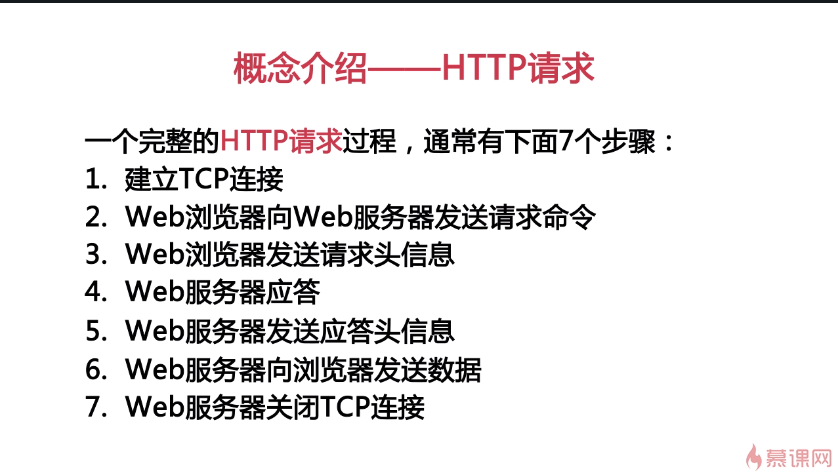 概念介绍——HTTP请求
一个完整的HTTP请求过程，通常有下面7个步骤：
1. 建立TCP连接
2. Web浏览器向Web服务器发送请求命令
3. Web浏览器发送请求头信息
4. Web服务器应答
5. Web服务器发送应答头信息
6. Web服务器向浏览器发送数据
7. Web服务器关闭TCP连接
慕课网